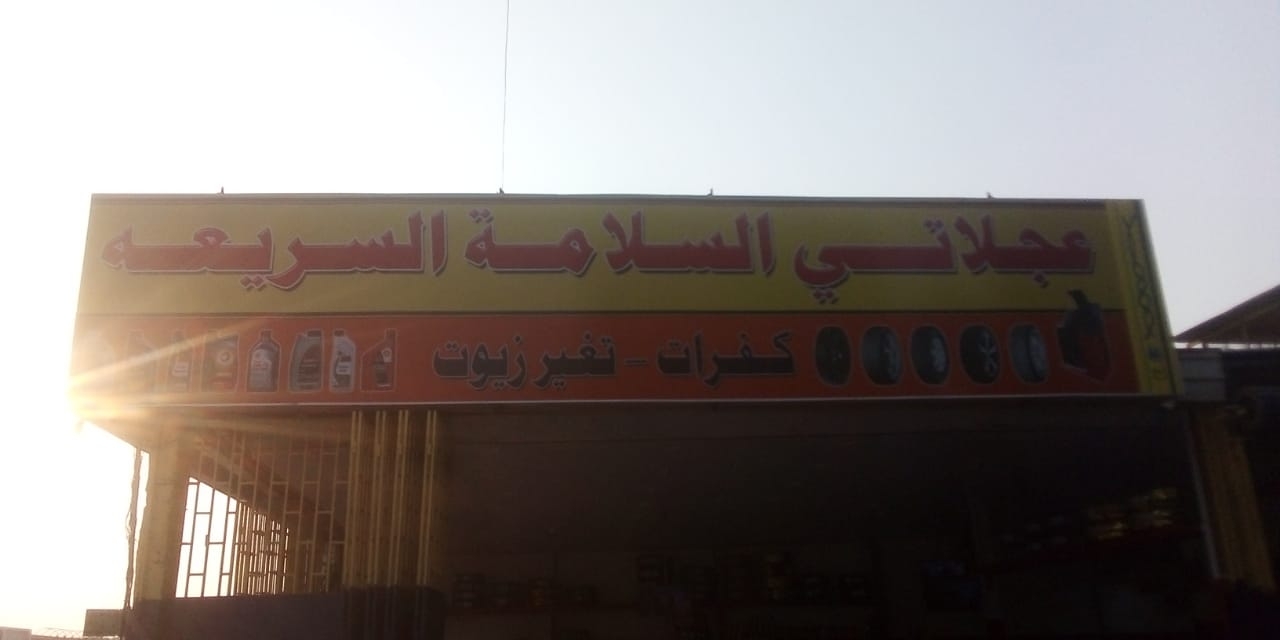 عجلاتي السلامة السريعه
كفرات - تغير زيوت